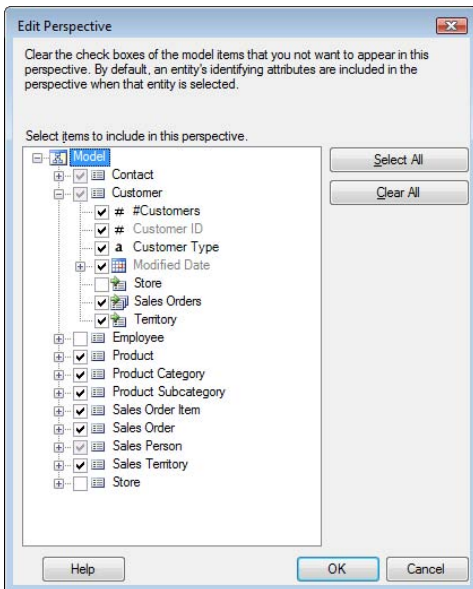 Edit Perspective
Clear the check boxes of the model items that you not want to appear in this
perspective. By default, an entity's identifying attributes are included in the
perspective when that entity is selected.
Select items to include in this perspective.
Model
Select All
Contact
Customer
Clear All
# #Customers
# Customer ID
a Customer Type
Modified Date
Store
Sales Orders
Territory
Employee
Product
Product Category
Product Subcategory
Sales Order Item
Sales Order
Sales Person
Sales Territory
Store
Help
OK
Cancel